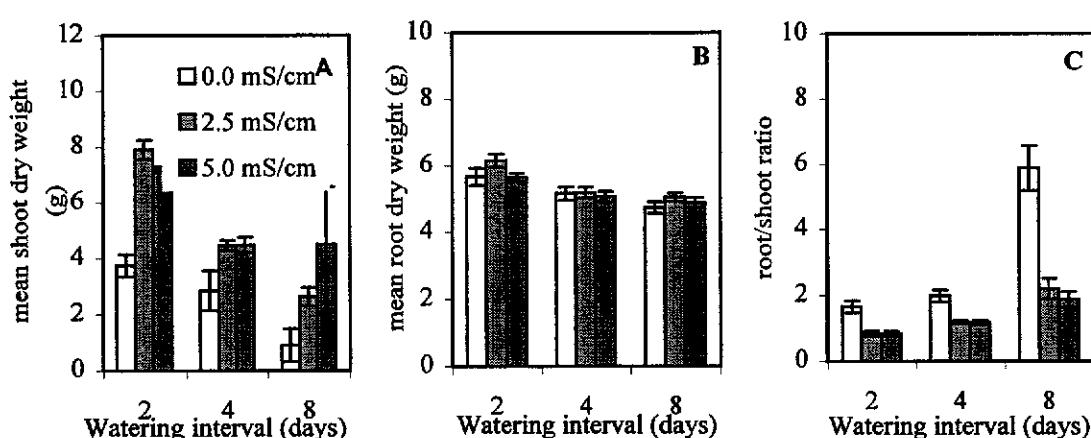 mean shoot dry weight
(g)
12
10
8
6
4
2
0
A
0.0 mS/cm
2.5 mS/cm
5.0 mS/cm
2 4 8
Watering interval (days)
mean root dry weight (g)
10
8
6
4
2
0
B
2 4 8
Watering interval (days)
root/shoot ratio
10
8
6
4
2
0
C
2 4 8
Watering interval (days)